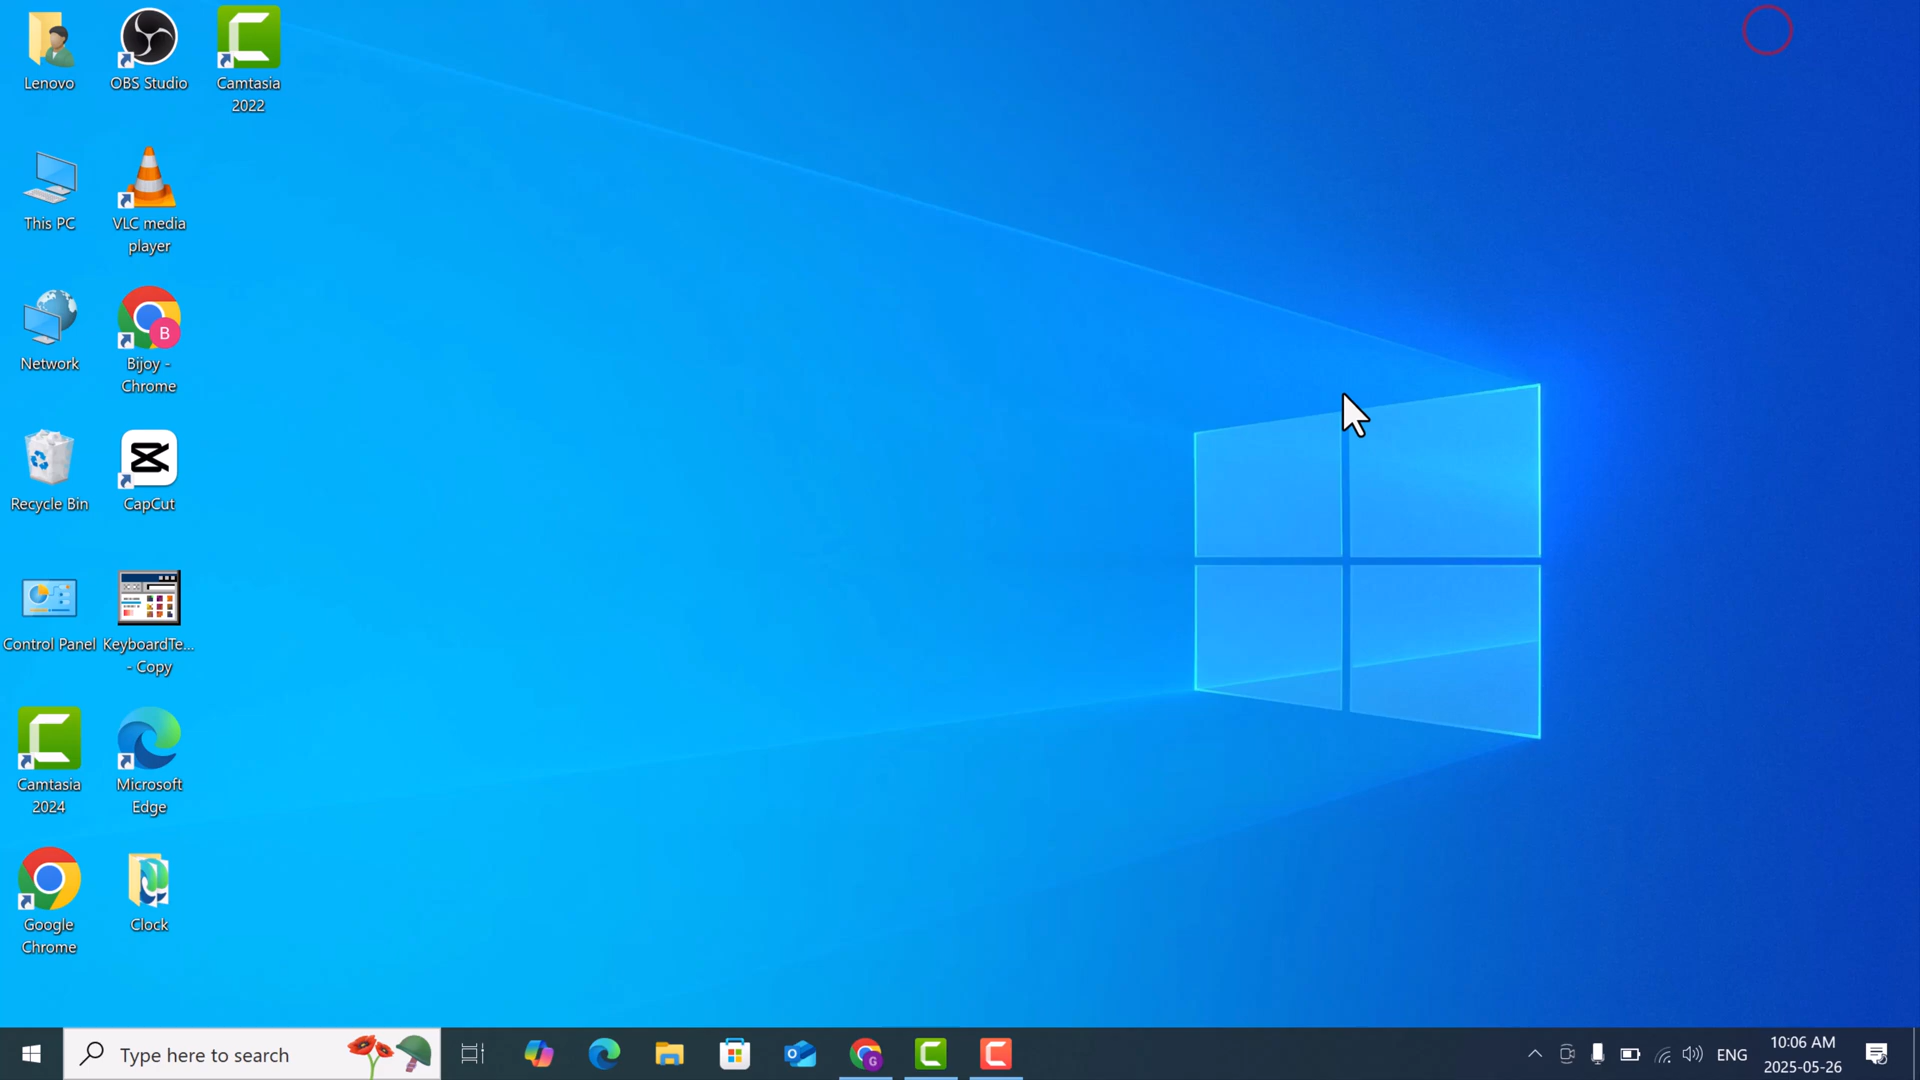 Lenovo
OBS Studio
Camtasia
2022
This PC
VLC media
player
Network
B
Bijoy -
Chrome
Recycle Bin
CapCut
Control Panel
KeyboardTe...
- Copy
Camtasia
2024
Microsoft
Edge
Google
Chrome
Clock
Type here to search
G
ENG
10:06 AM
2025-05-26